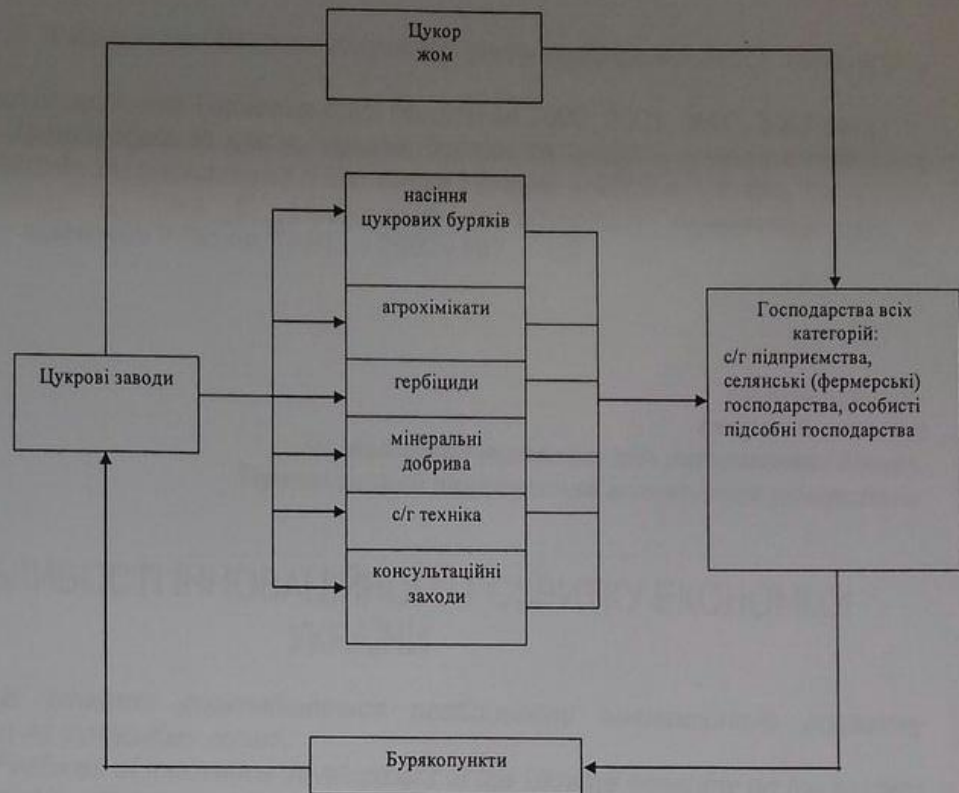 Цукор
жом
насіння
цукрових буряків
агрохімікати
гербіциди
мінеральні
добрива
с/г техніка
консультаційні
заходи
Цукрові заводи
Господарства всіх
категорій:
с/г підприємства,
селянські (фермерські)
господарства, особисті
підсобні господарства
Бурякопункти